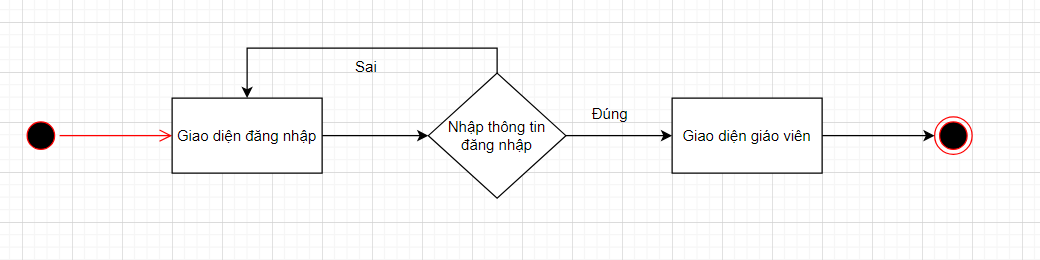 Sai
Đúng
Giao diện đăng nhập
Nhập thông tin
đăng nhập
Giao diện giáo viên